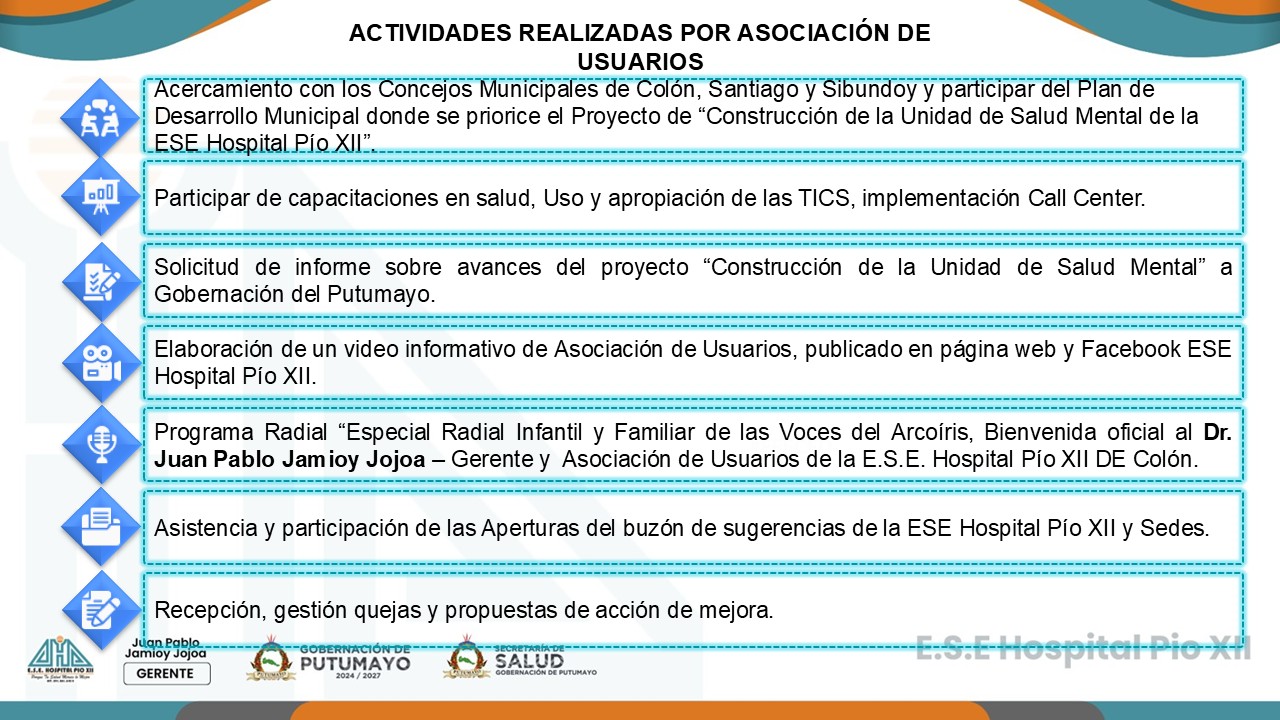 ACTIVIDADES REALIZADAS POR ASOCIACIÓN DE
USUARIOS
Acercamiento con los Concejos Municipales de Colón, Santiago y Sibundoy y participar del Plan de
Desarrollo Municipal donde se priorice el Proyecto de “Construcción de la Unidad de Salud Mental de la
ESE Hospital Pío XII”.
Participar de capacitaciones en salud, Uso y apropiación de las TICS, implementación Call Center.
Solicitud de informe sobre avances del proyecto “Construcción de la Unidad de Salud Mental” a
Gobernación del Putumayo.
Elaboración de un video informativo de Asociación de Usuarios, publicado en página web y Facebook ESE
Hospital Pío XII.
Programa Radial “Especial Radial Infantil y Familiar de las Voces del Arcoíris, Bienvenida oficial al Dr.
Juan Pablo Jamioy Jojoa – Gerente y Asociación de Usuarios de la E.S.E. Hospital Pío XII DE Colón.
Asistencia y participación de las Aperturas del buzón de sugerencias de la ESE Hospital Pío XII y Sedes.
Recepción, gestión quejas y propuestas de acción de mejora.
E.S.E. HOSPITAL PIO XII
Juan Pablo
Jamioy Jojoa
GERENTE
GOBERNACIÓN DE
PUTUMAYO
2024 / 2027
SECRETARÍA DE
SALUD
GOBERNACIÓN DE PUTUMAYO
E.S.E Hospital Pio XII